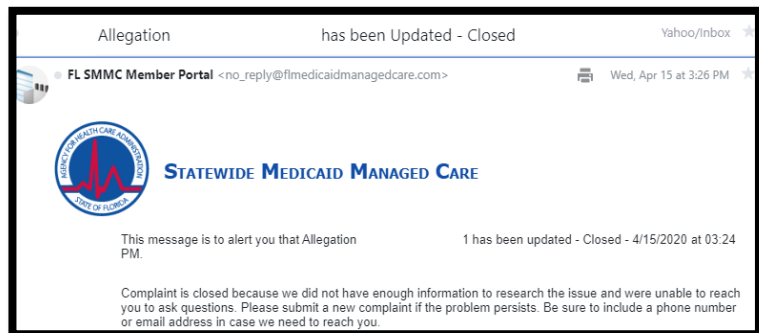 Allegation has been Updated - Closed Yahoo/Inbox
FL SMMC Member Portal <no_reply@flmedicaidmanagedcare.com> Wed, Apr 15 at 3:26 PM
AGENCY FOR HEALTH CARE ADMINISTRATION
STATE OF FLORIDA
STATEWIDE MEDICAID MANAGED CARE
This message is to alert you that Allegation 1 has been updated - Closed - 4/15/2020 at 03:24
PM.
Complaint is closed because we did not have enough information to research the issue and were unable to reach
you to ask questions. Please submit a new complaint if the problem persists. Be sure to include a phone number
or email address in case we need to reach you.